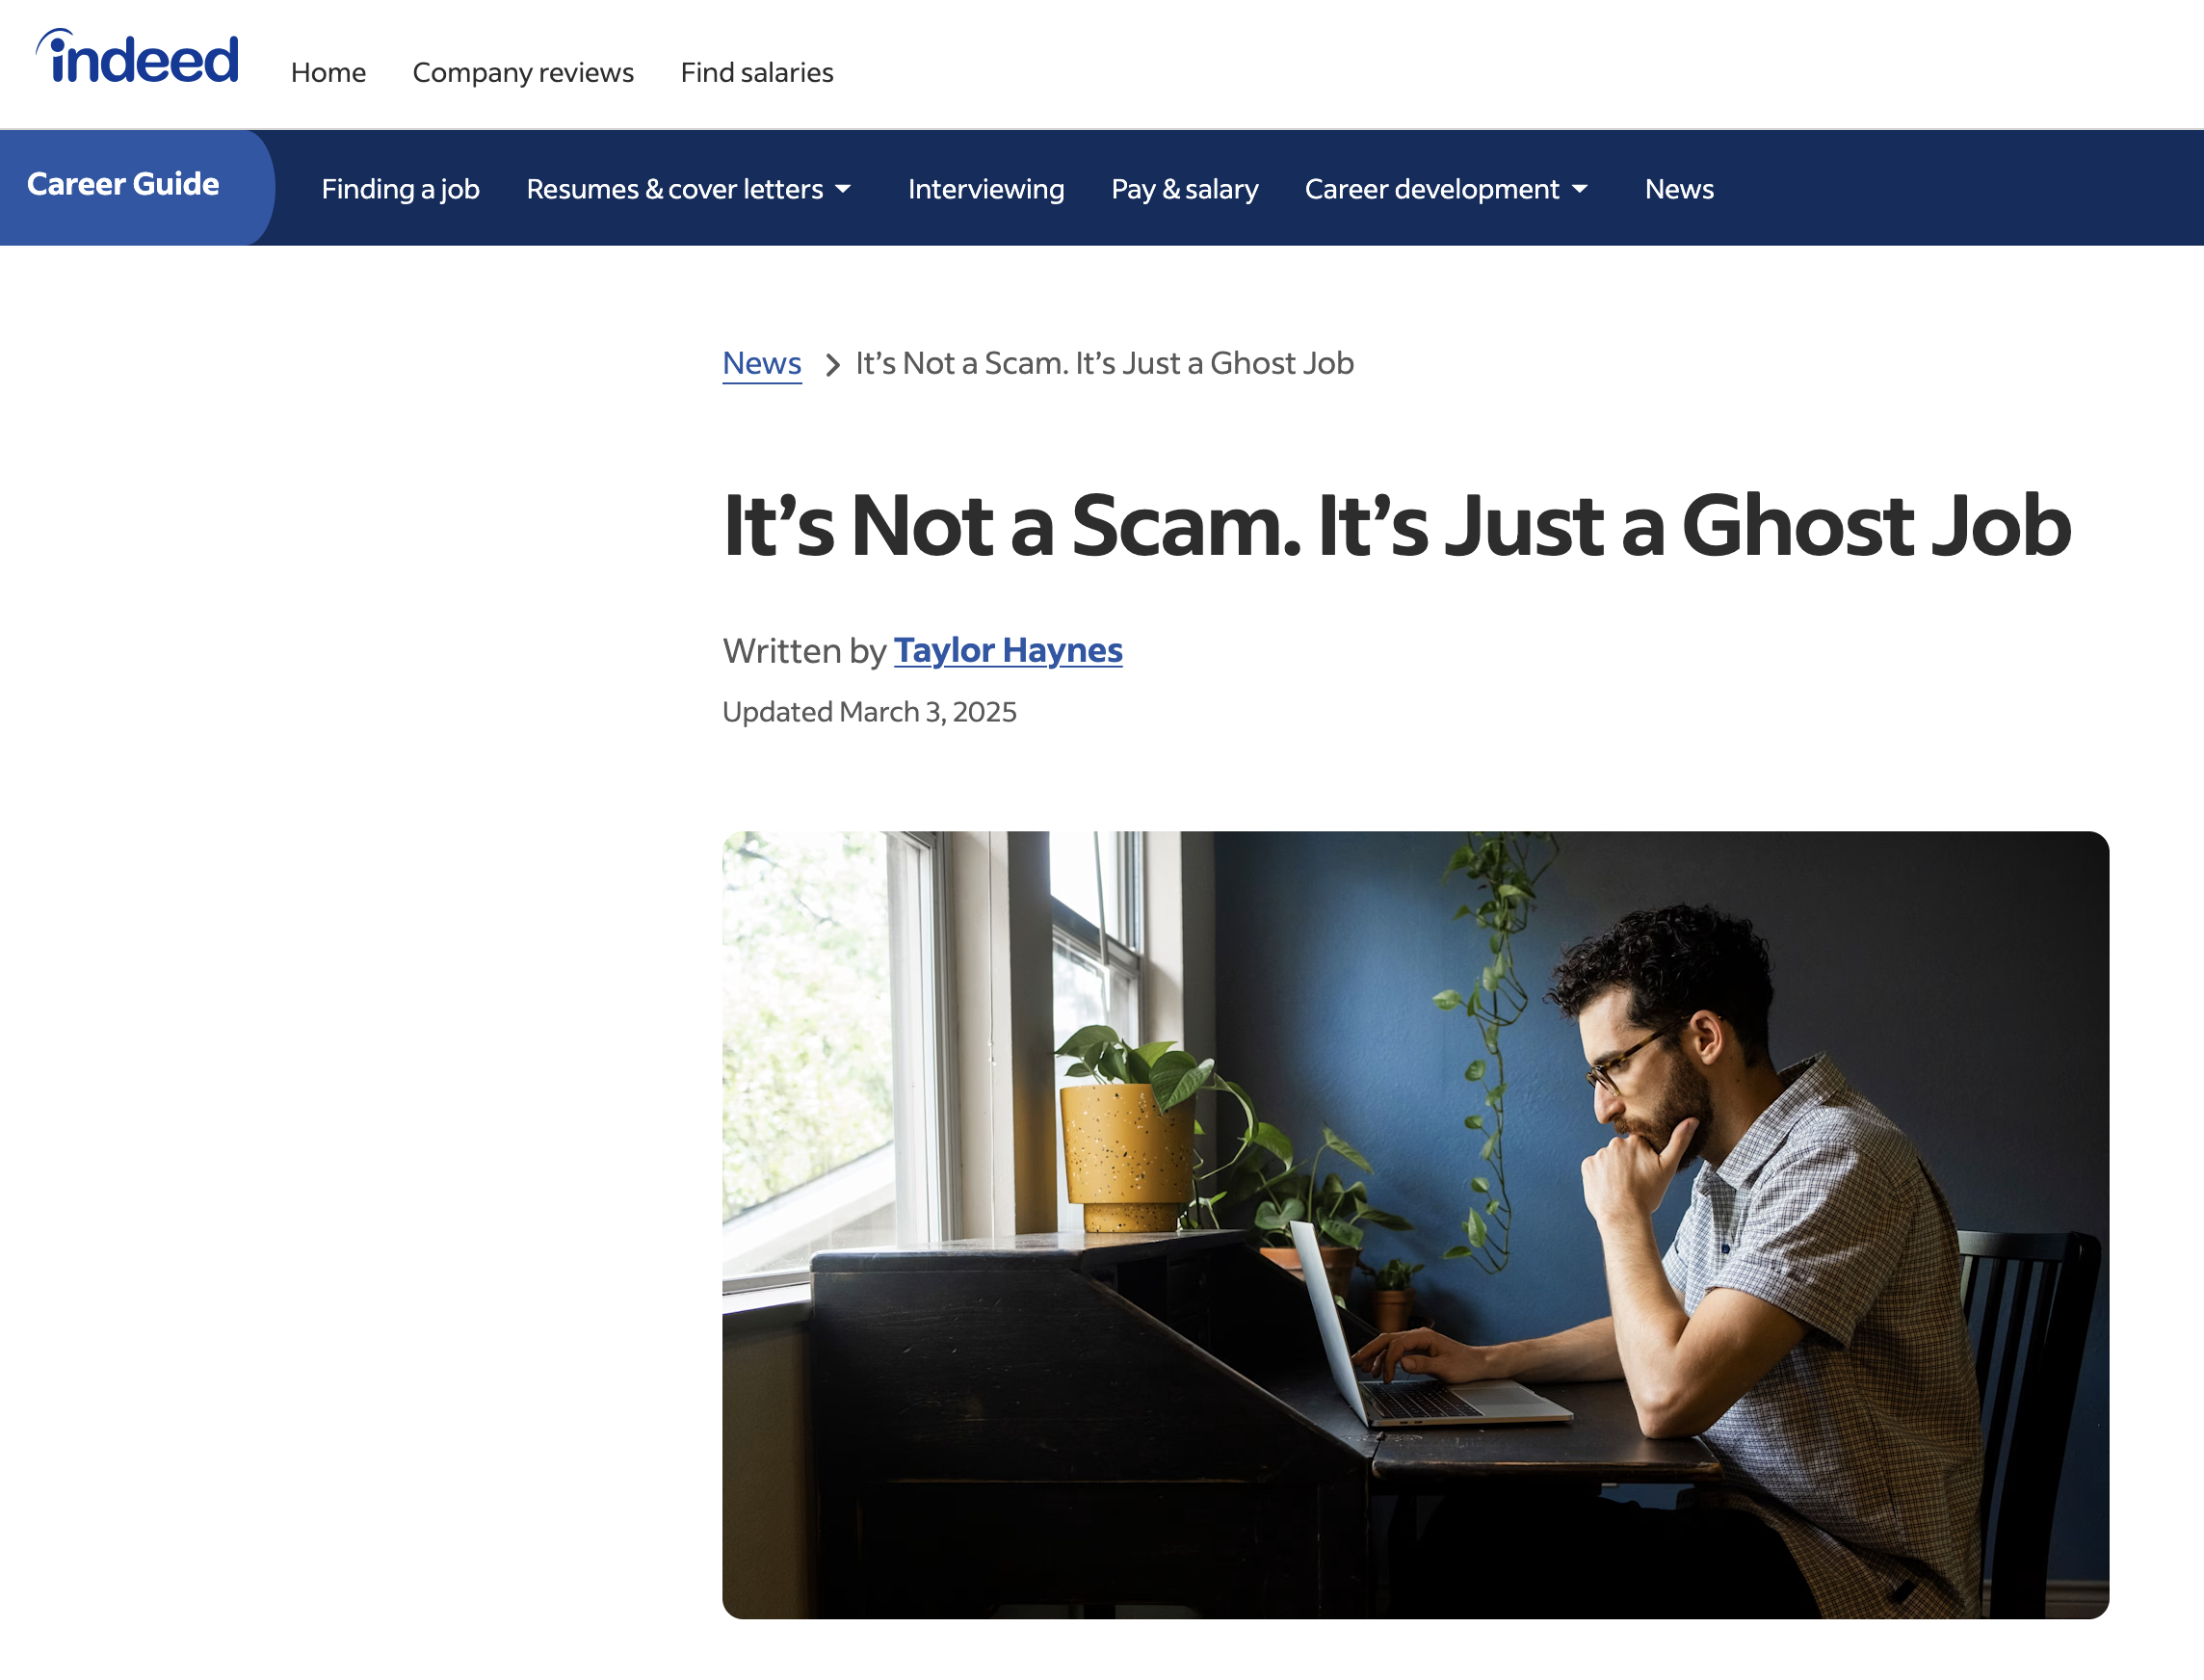 indeed
Home Company reviews Find salaries
Career Guide Finding a job Resumes & cover letters Interviewing Pay & salary Career development News
News > It’s Not a Scam. It’s Just a Ghost Job
It’s Not a Scam. It’s Just a Ghost Job
Written by Taylor Haynes
Updated March 3, 2025